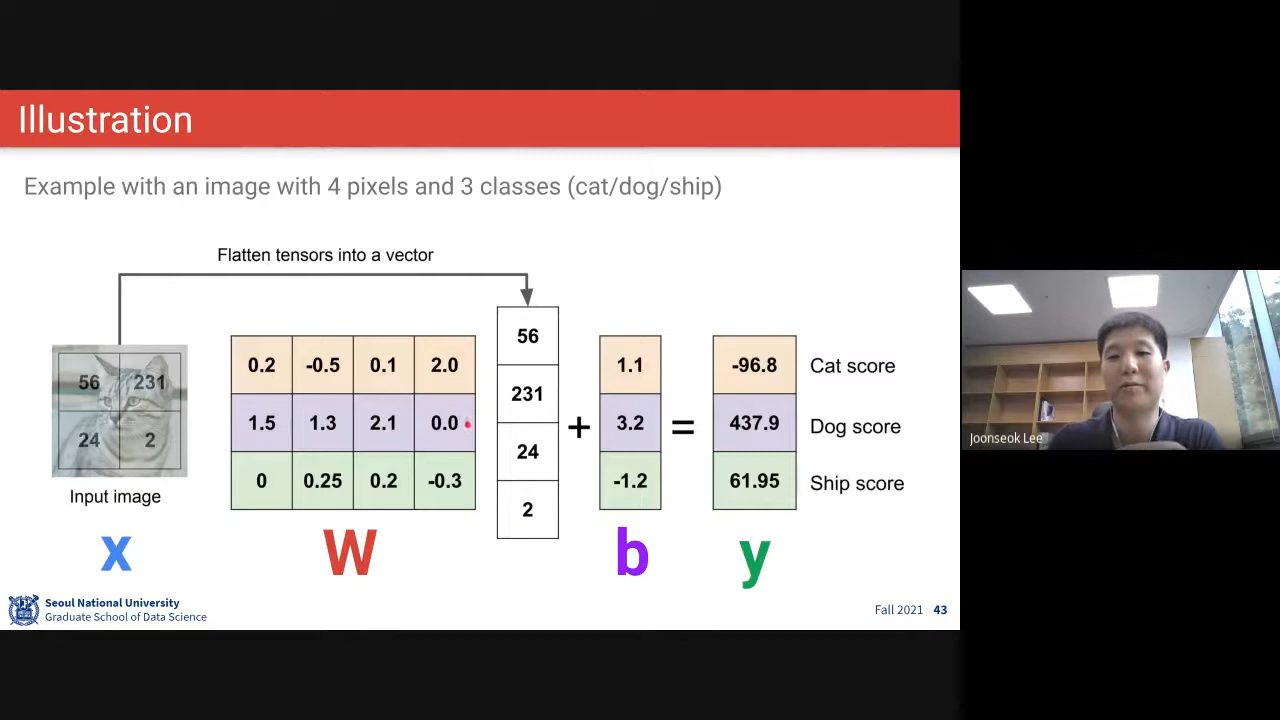 Illustration
Example with an image with 4 pixels and 3 classes (cat/dog/ship)
Flatten tensors into a vector
56 231
24 2
Input image
0.2 -0.5 0.1 2.0
1.5 1.3 2.1 0.0
0 0.25 0.2 -0.3
56
231
24
2
+
1.1
3.2
-1.2
=
-96.8 Cat score
437.9 Dog score
61.95 Ship score
x W b y
Seoul National University
Graduate School of Data Science
Fall 2021 43
Joonseok Lee